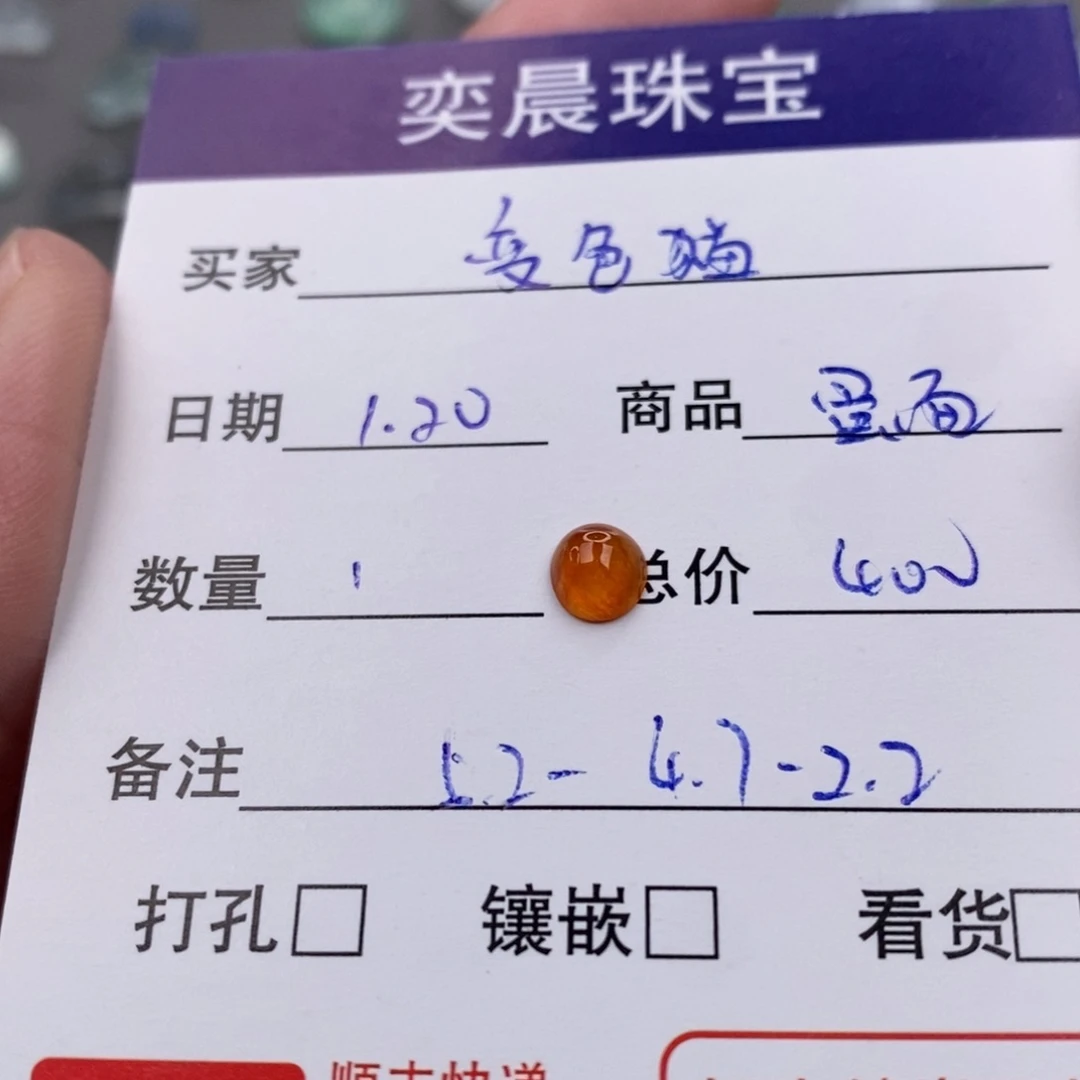 奕晨珠宝
买家 变色猫
日期 1.20 商品 蛋面
数量 1 总价 400
备注 5.2-4.7-2.2
打孔 镶嵌 看货